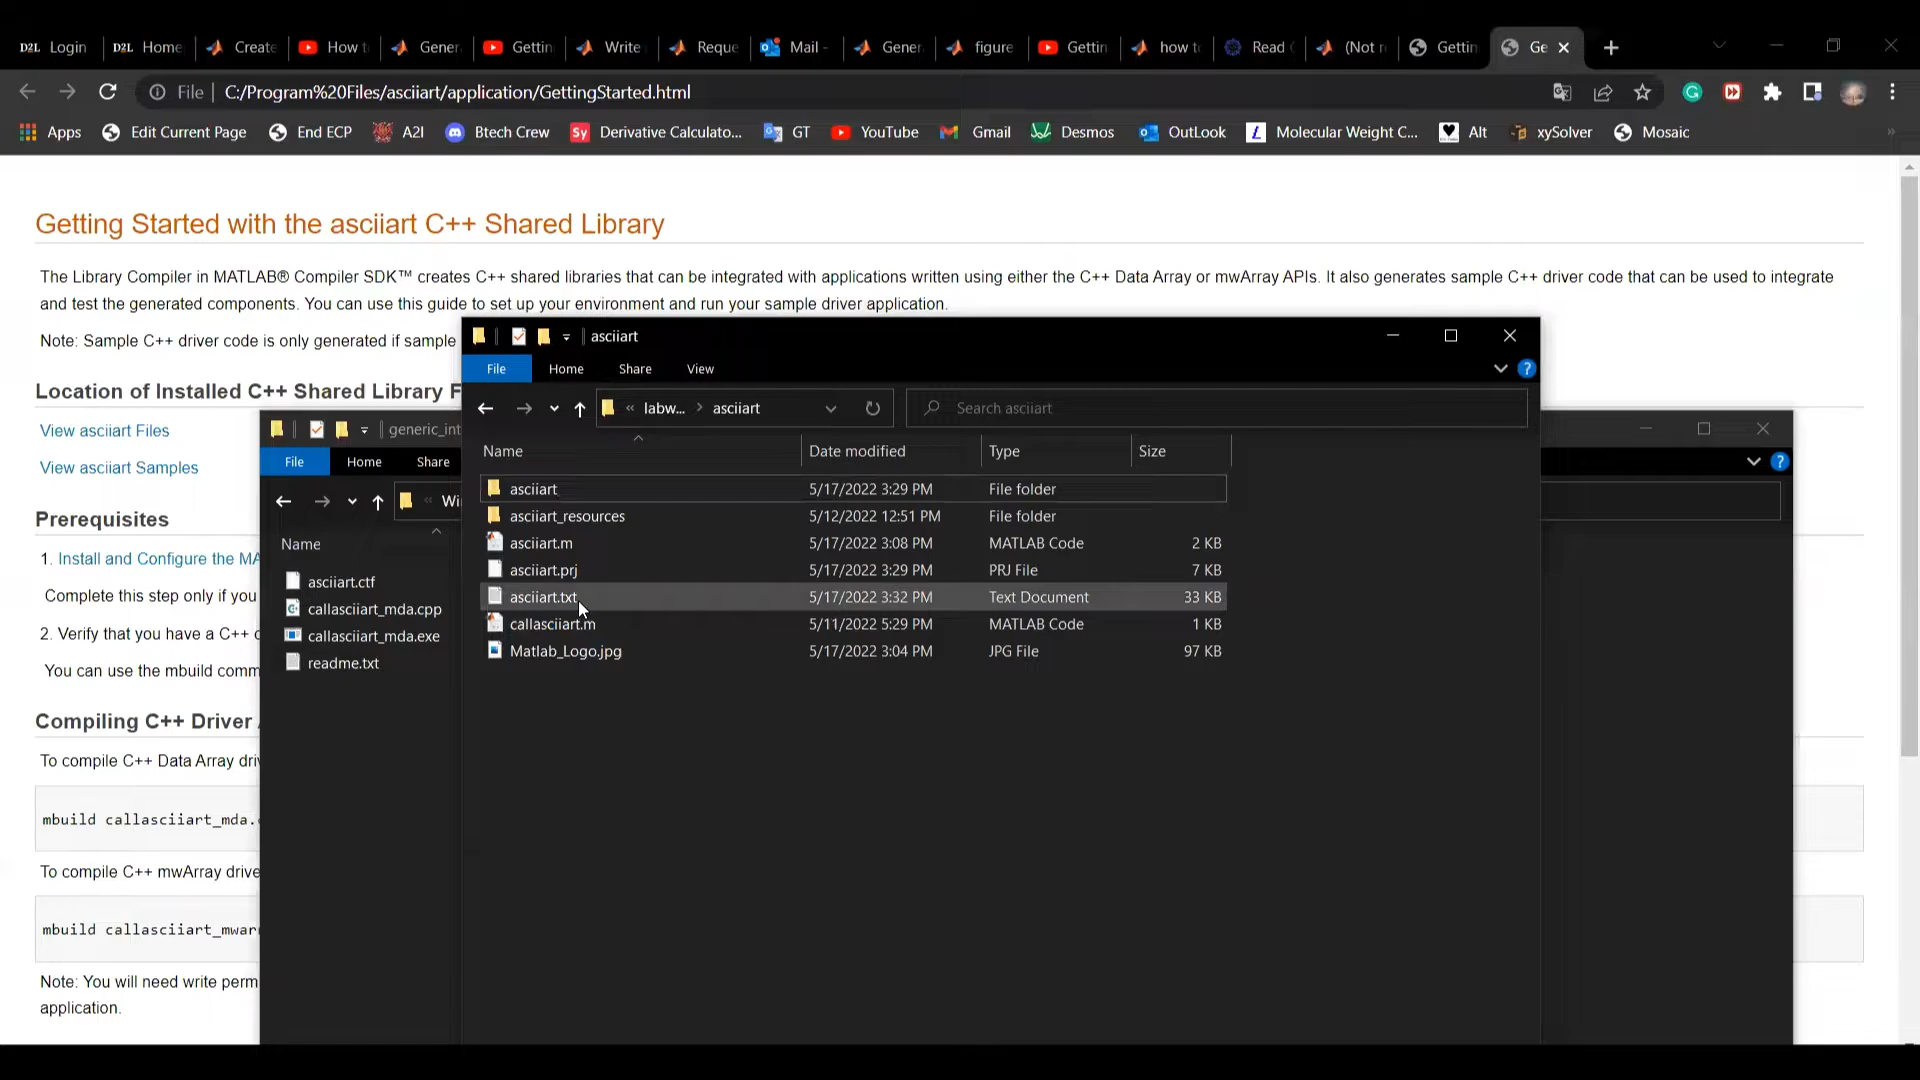 D2L Login D2L Home Create How t Gener Gettin Write Reque Mail - Gener figure Gettin how t Read (Not r Gettin Ge
File C:/Program%20Files/asciiart/application/GettingStarted.html
Apps Edit Current Page End ECP A2l Btech Crew Sy Derivative Calculato... GT YouTube Gmail Desmos OutLook Molecular Weight C... Alt xySolver Mosaic
Getting Started with the asciiart C++ Shared Library
The Library Compiler in MATLAB® Compiler SDK™ creates C++ shared libraries that can be integrated with applications written using either the C++ Data Array or mwArray APIs. It also generates sample C++ driver code that can be used to integrate
and test the generated components. You can use this guide to set up your environment and run your sample driver application.
Note: Sample C++ driver code is only generated if sample
Location of Installed C++ Shared Library F
View asciiart Files
View asciiart Samples
Prerequisites
1. Install and Configure the MA
Complete this step only if you
2. Verify that you have a C++ c
You can use the mbuild comm
Compiling C++ Driver
To compile C++ Data Array driv
mbuild callasciiart_mda.
To compile C++ mwArray drive
mbuild callasciiart_mwar
Note: You will need write perm
application.
generic_int
File Home Share
Wi
Name
asciiart.ctf
callasciiart_mda.cpp
callasciiart_mda.exe
readme.txt
asciiart
File Home Share View
« labw... > asciiart Search asciiart
Name Date modified Type Size
asciiart 5/17/2022 3:29 PM File folder
asciiart_resources 5/12/2022 12:51 PM File folder
asciiart.m 5/17/2022 3:08 PM MATLAB Code 2 KB
asciiart.prj 5/17/2022 3:29 PM PRJ File 7 KB
asciiart.txt 5/17/2022 3:32 PM Text Document 33 KB
callasciiart.m 5/11/2022 5:29 PM MATLAB Code 1 KB
Matlab_Logo.jpg 5/17/2022 3:04 PM JPG File 97 KB